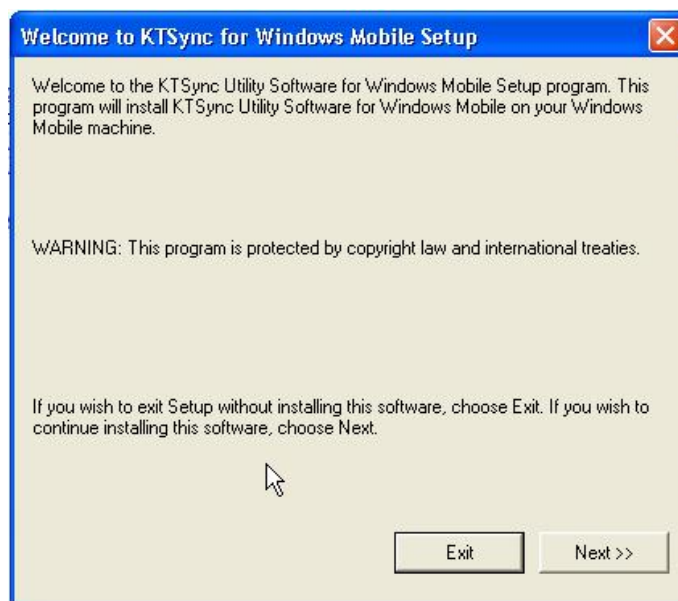 Welcome to KTSync for Windows Mobile Setup
Welcome to the KTSync Utility Software for Windows Mobile Setup program. This
program will install KTSync Utility Software for Windows Mobile on your Windows
Mobile machine.
WARNING: This program is protected by copyright law and international treaties.
If you wish to exit Setup without installing this software, choose Exit. If you wish to
continue installing this software, choose Next.
Exit
Next >>